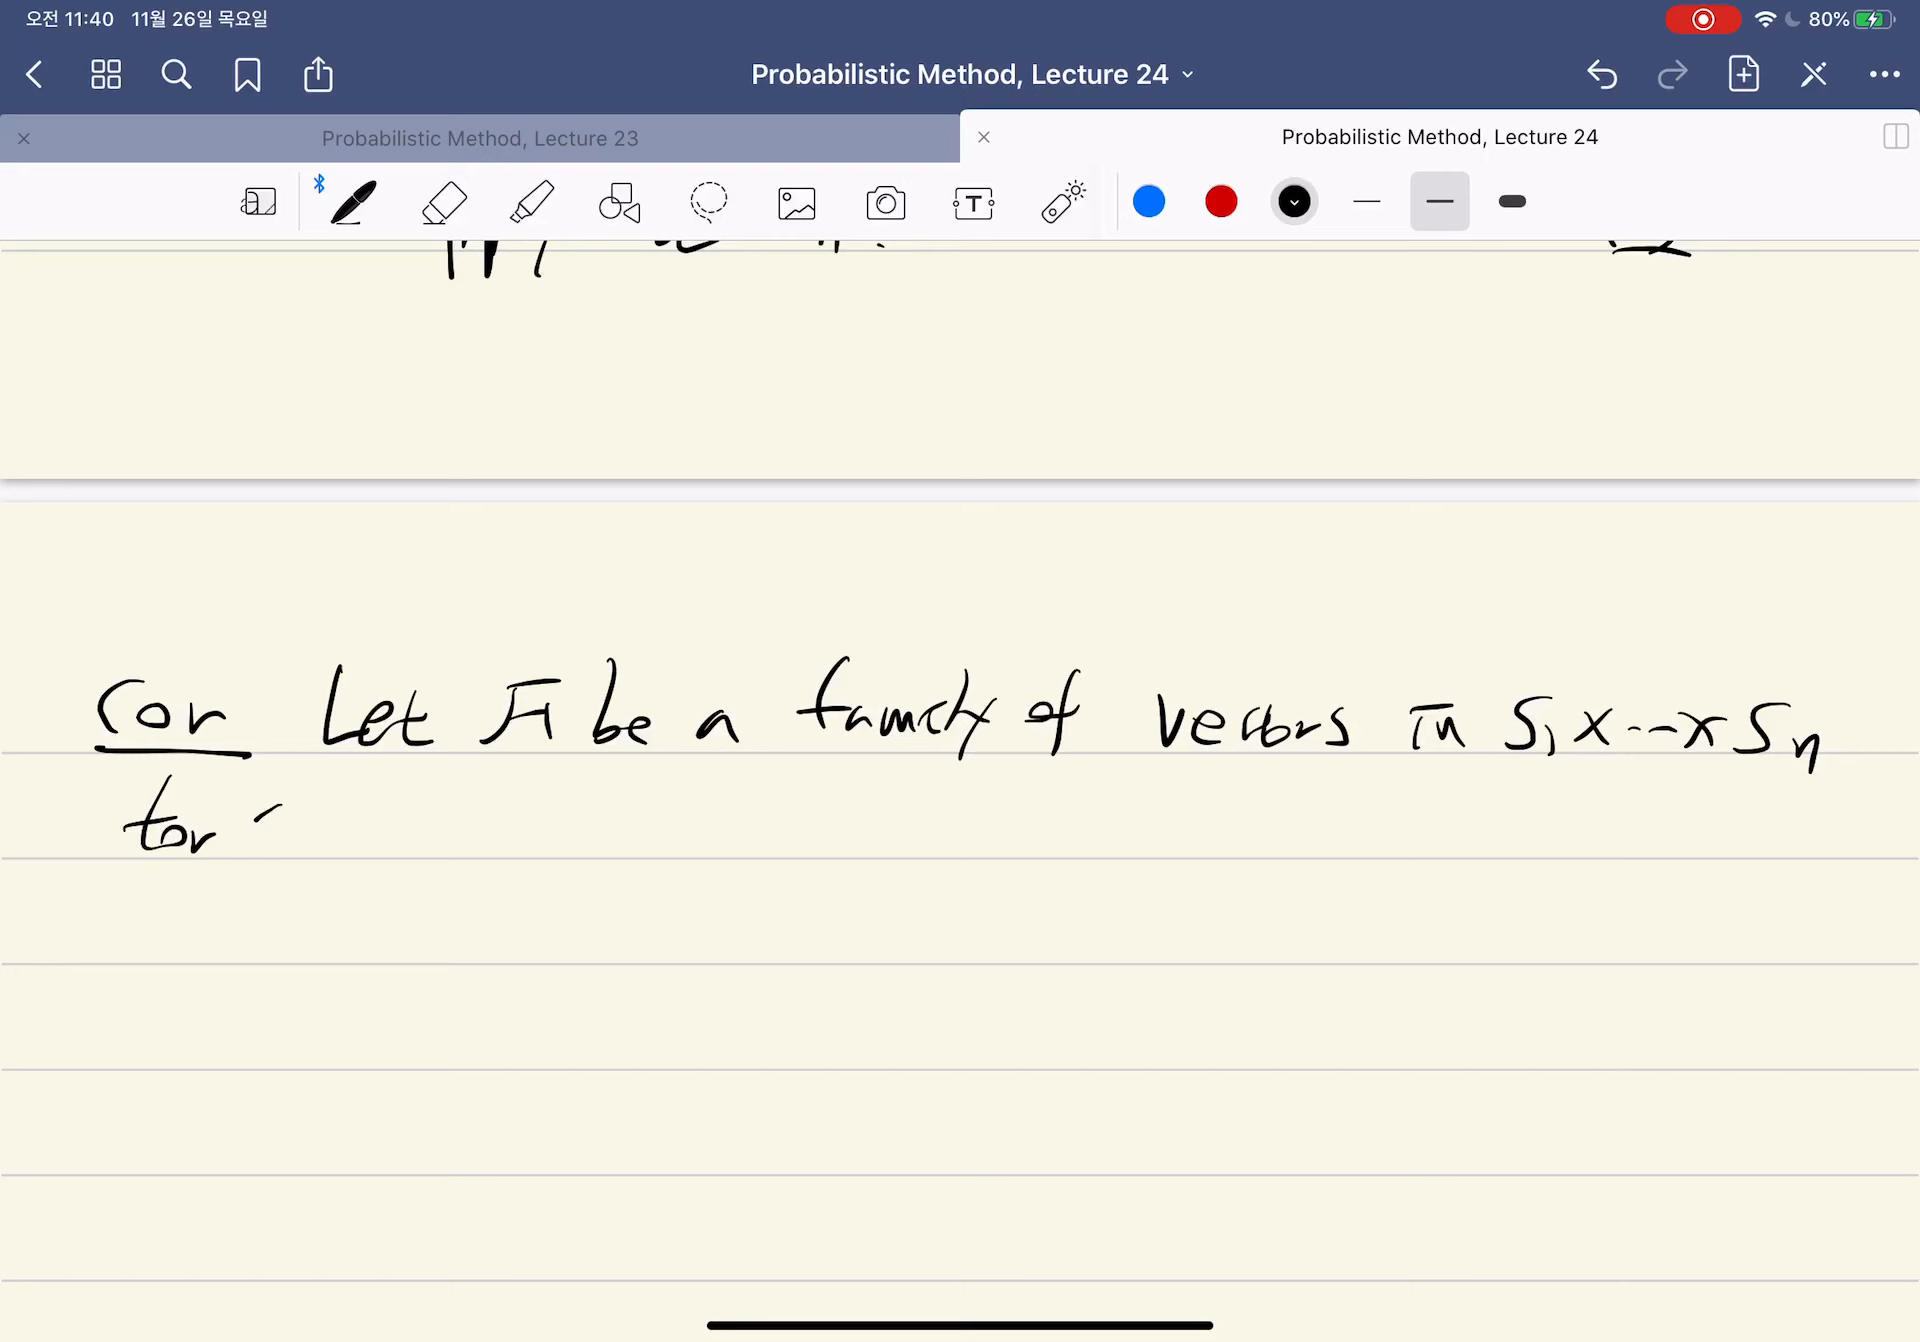 오전 11:40 11월 26일 목요일 80%
Probabilistic Method, Lecture 24
Probabilistic Method, Lecture 23 Probabilistic Method, Lecture 24
Cor Let F be a family of vectors in S₁ x --- x Sₙ
for